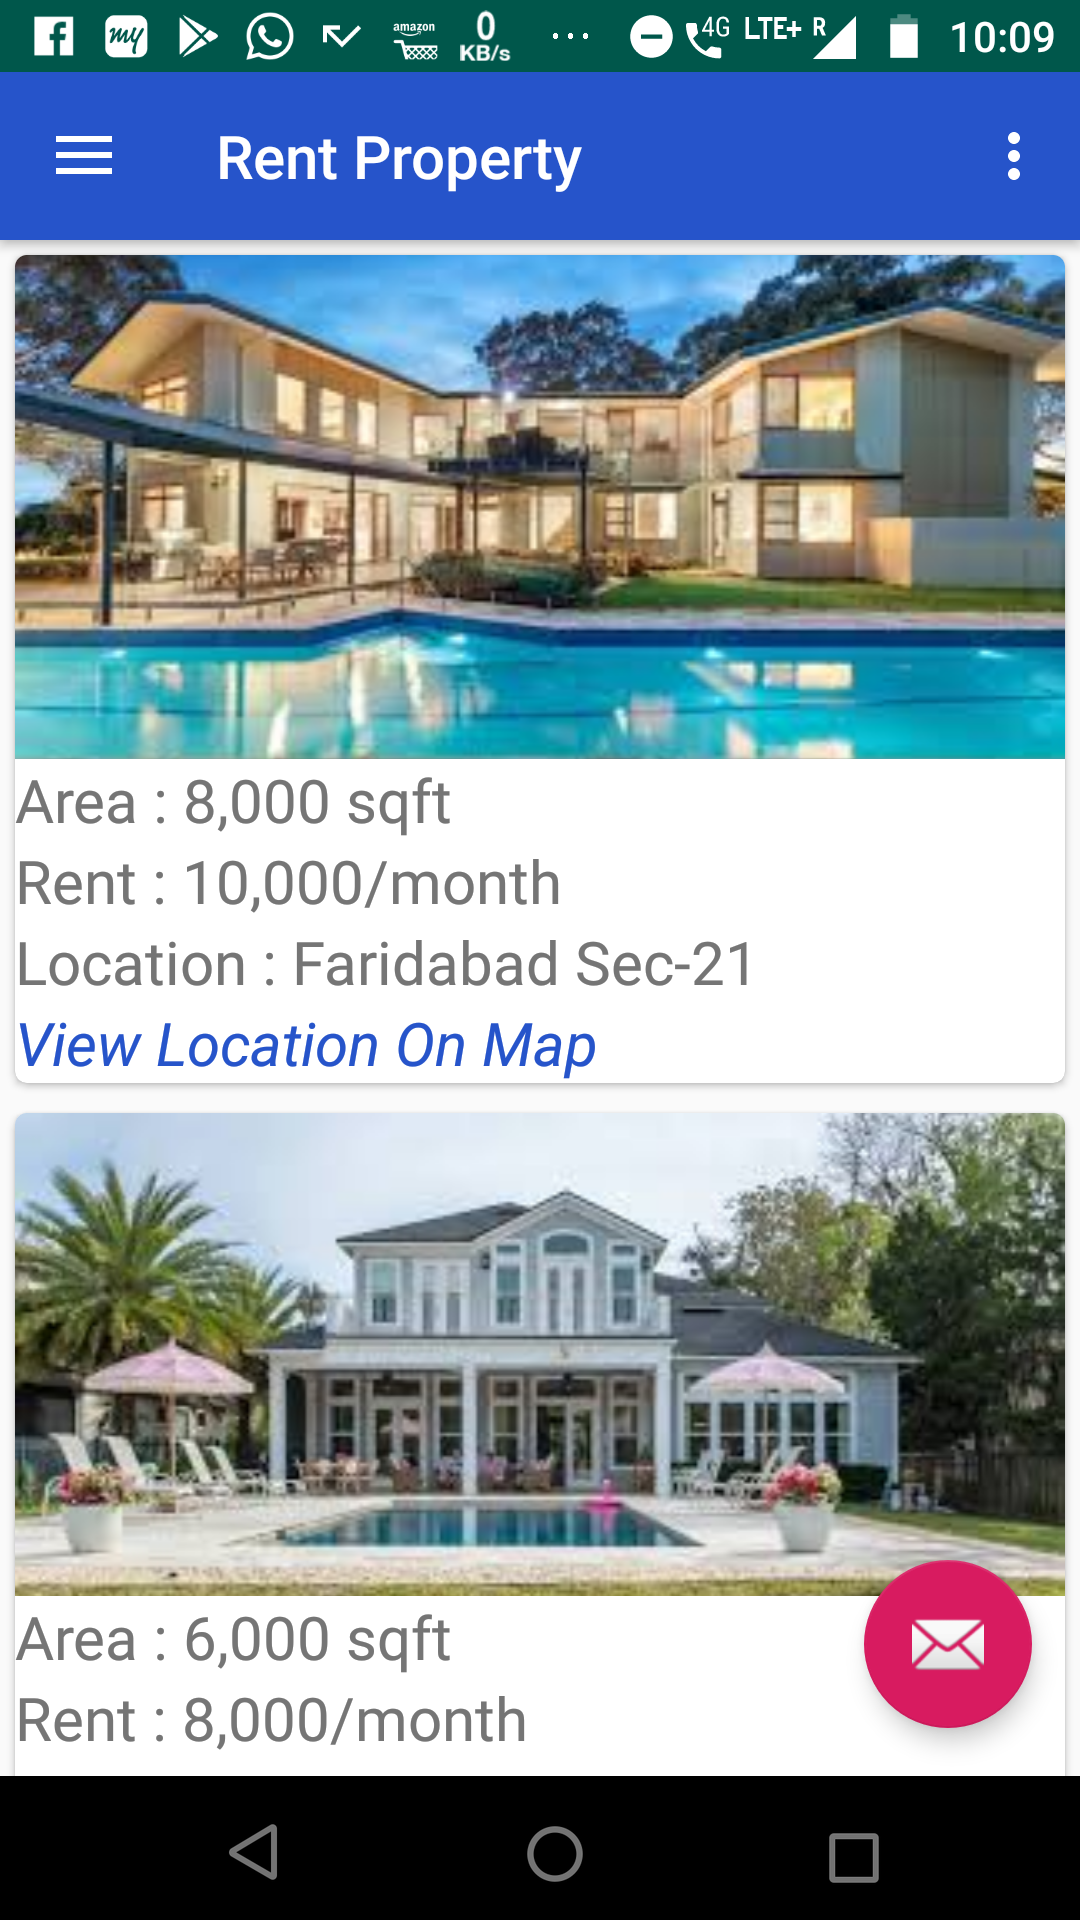 my amazon 0 KB/s ... 4G LTE+ R 10:09
Rent Property
Area : 8,000 sqft
Rent : 10,000/month
Location : Faridabad Sec-21
View Location On Map
Area : 6,000 sqft
Rent : 8,000/month